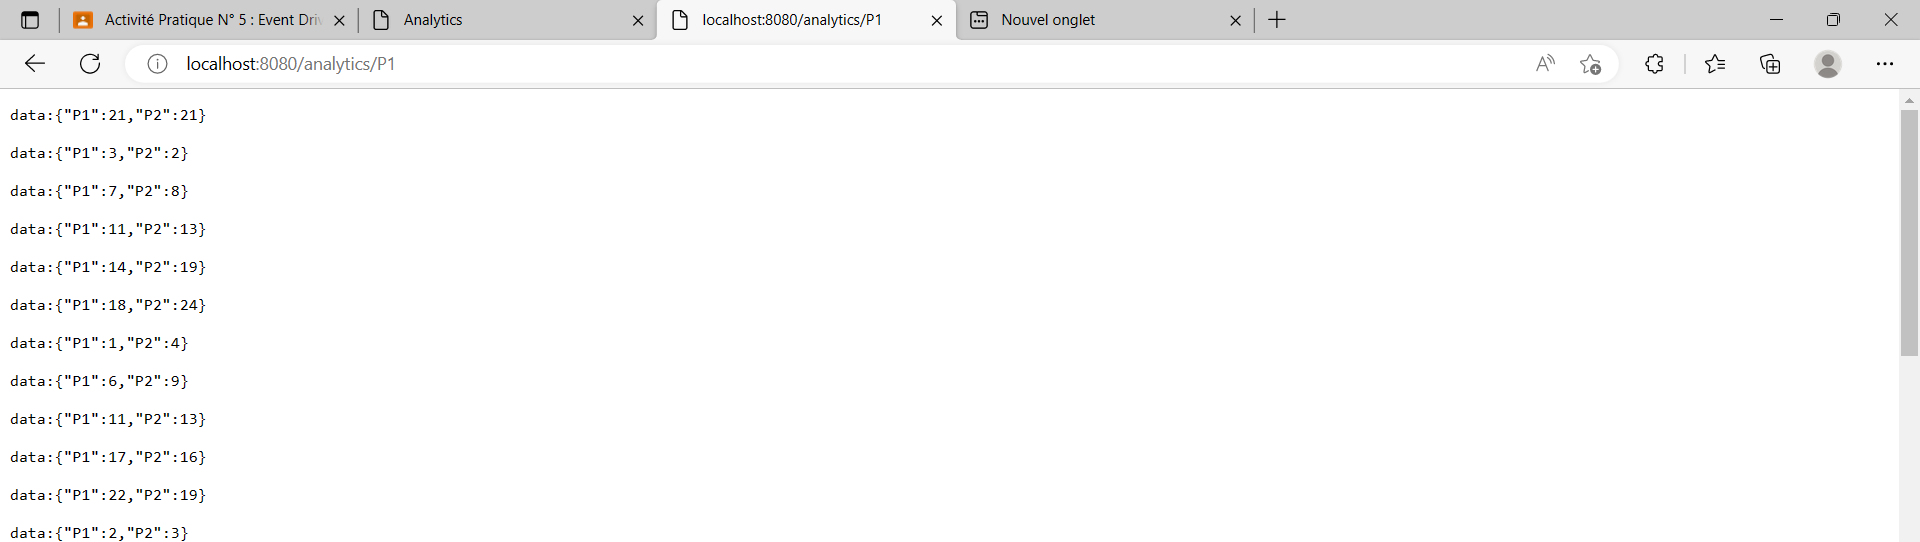 Activité Pratique N° 5 : Event Driv
Analytics
localhost:8080/analytics/P1
Nouvel onglet
localhost:8080/analytics/P1
data:{"P1":21,"P2":21}
data:{"P1":3,"P2":2}
data:{"P1":7,"P2":8}
data:{"P1":11,"P2":13}
data:{"P1":14,"P2":19}
data:{"P1":18,"P2":24}
data:{"P1":1,"P2":4}
data:{"P1":6,"P2":9}
data:{"P1":11,"P2":13}
data:{"P1":17,"P2":16}
data:{"P1":22,"P2":19}
data:{"P1":2,"P2":3}